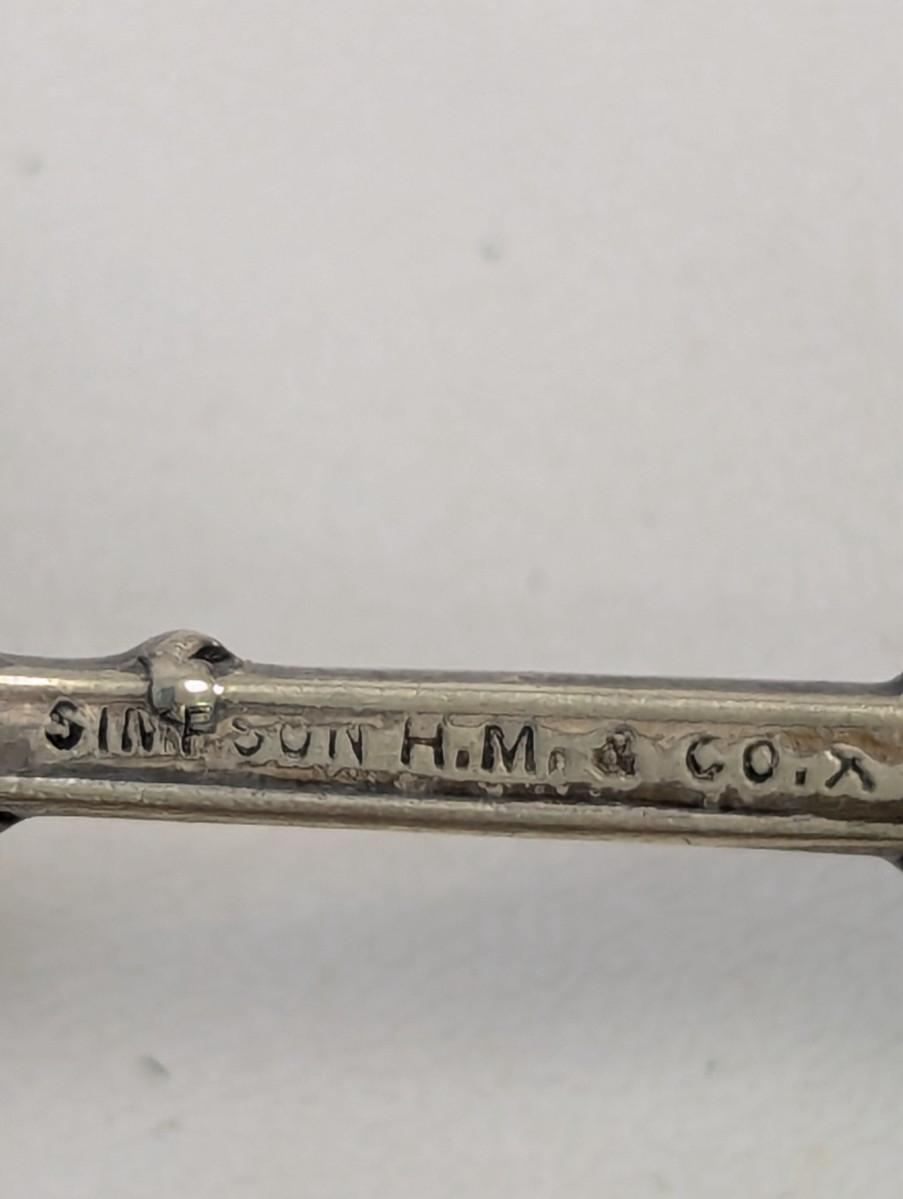 SIMPSON H.M. & CO. X